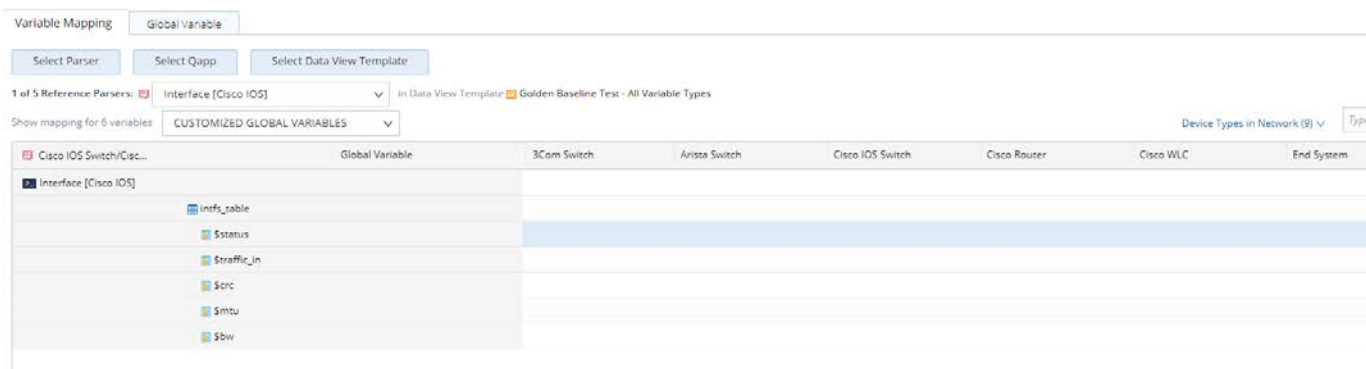 Variable Mapping Global Variable
Select Parser Select Qapp Select Data View Template
1 of 5 Reference Parsers: Interface [Cisco IOS] in Data View Template Golden Baseline Test - All Variable Types
Show mapping for 6 variables CUSTOMIZED GLOBAL VARIABLES Device Types in Network (9) Type
Cisco IOS Switch/Cisc... Global Variable 3Com Switch Arista Switch Cisco IOS Switch Cisco Router Cisco WLC End System
Interface [Cisco IOS]
intfs_table
$status
$traffic_in
$crc
$mtu
$bw